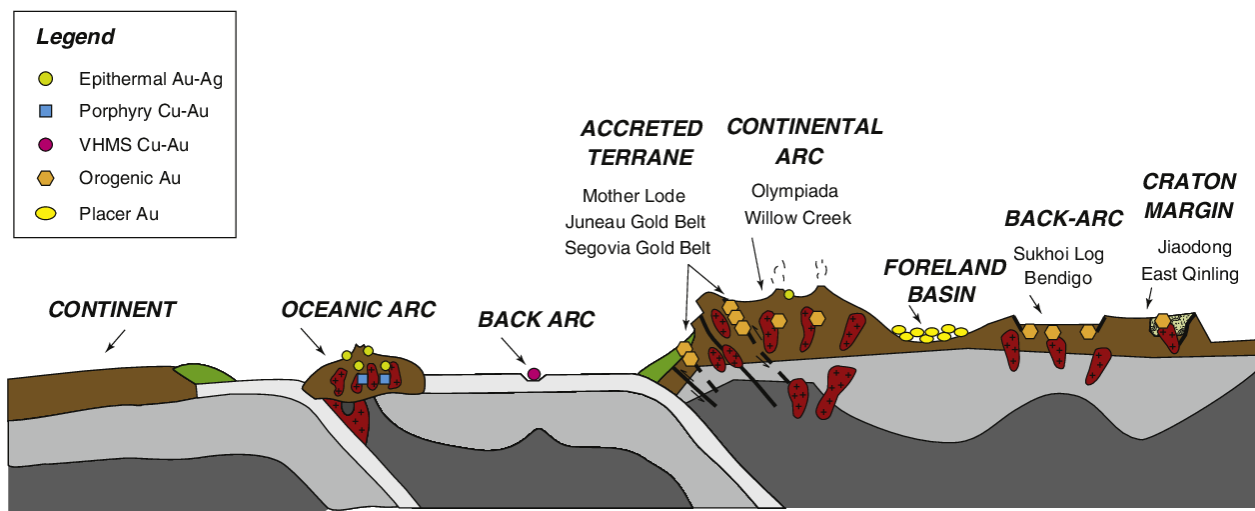 Legend
Epithermal Au-Ag
Porphyry Cu-Au
VHMS Cu-Au
Orogenic Au
Placer Au
CONTINENT
OCEANIC ARC
BACK ARC
ACCRETED
TERRANE
Mother Lode
Juneau Gold Belt
Segovia Gold Belt
CONTINENTAL
ARC
Olympiada
Willow Creek
FORELAND
BASIN
BACK-ARC
Sukhoi Log
Bendigo
CRATON
MARGIN
Jiaodong
East Qinling